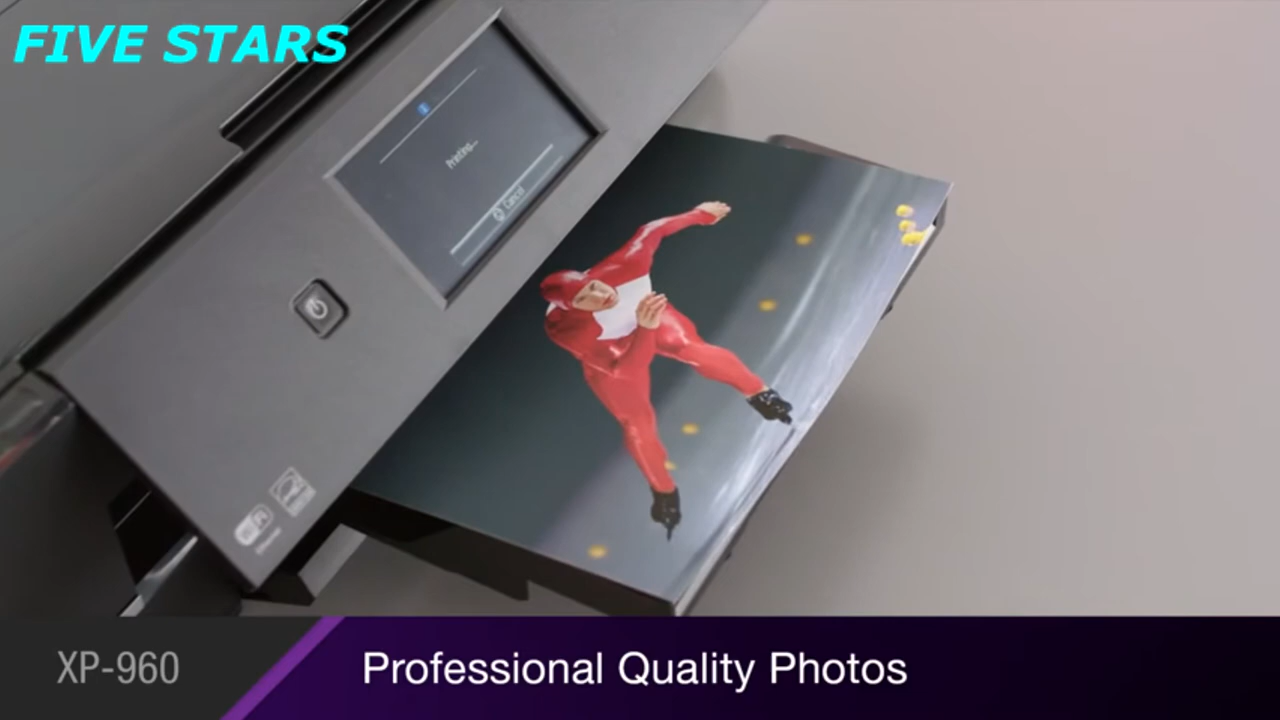 FIVE STARS
Printing...
Cancel
XP-960
Professional Quality Photos